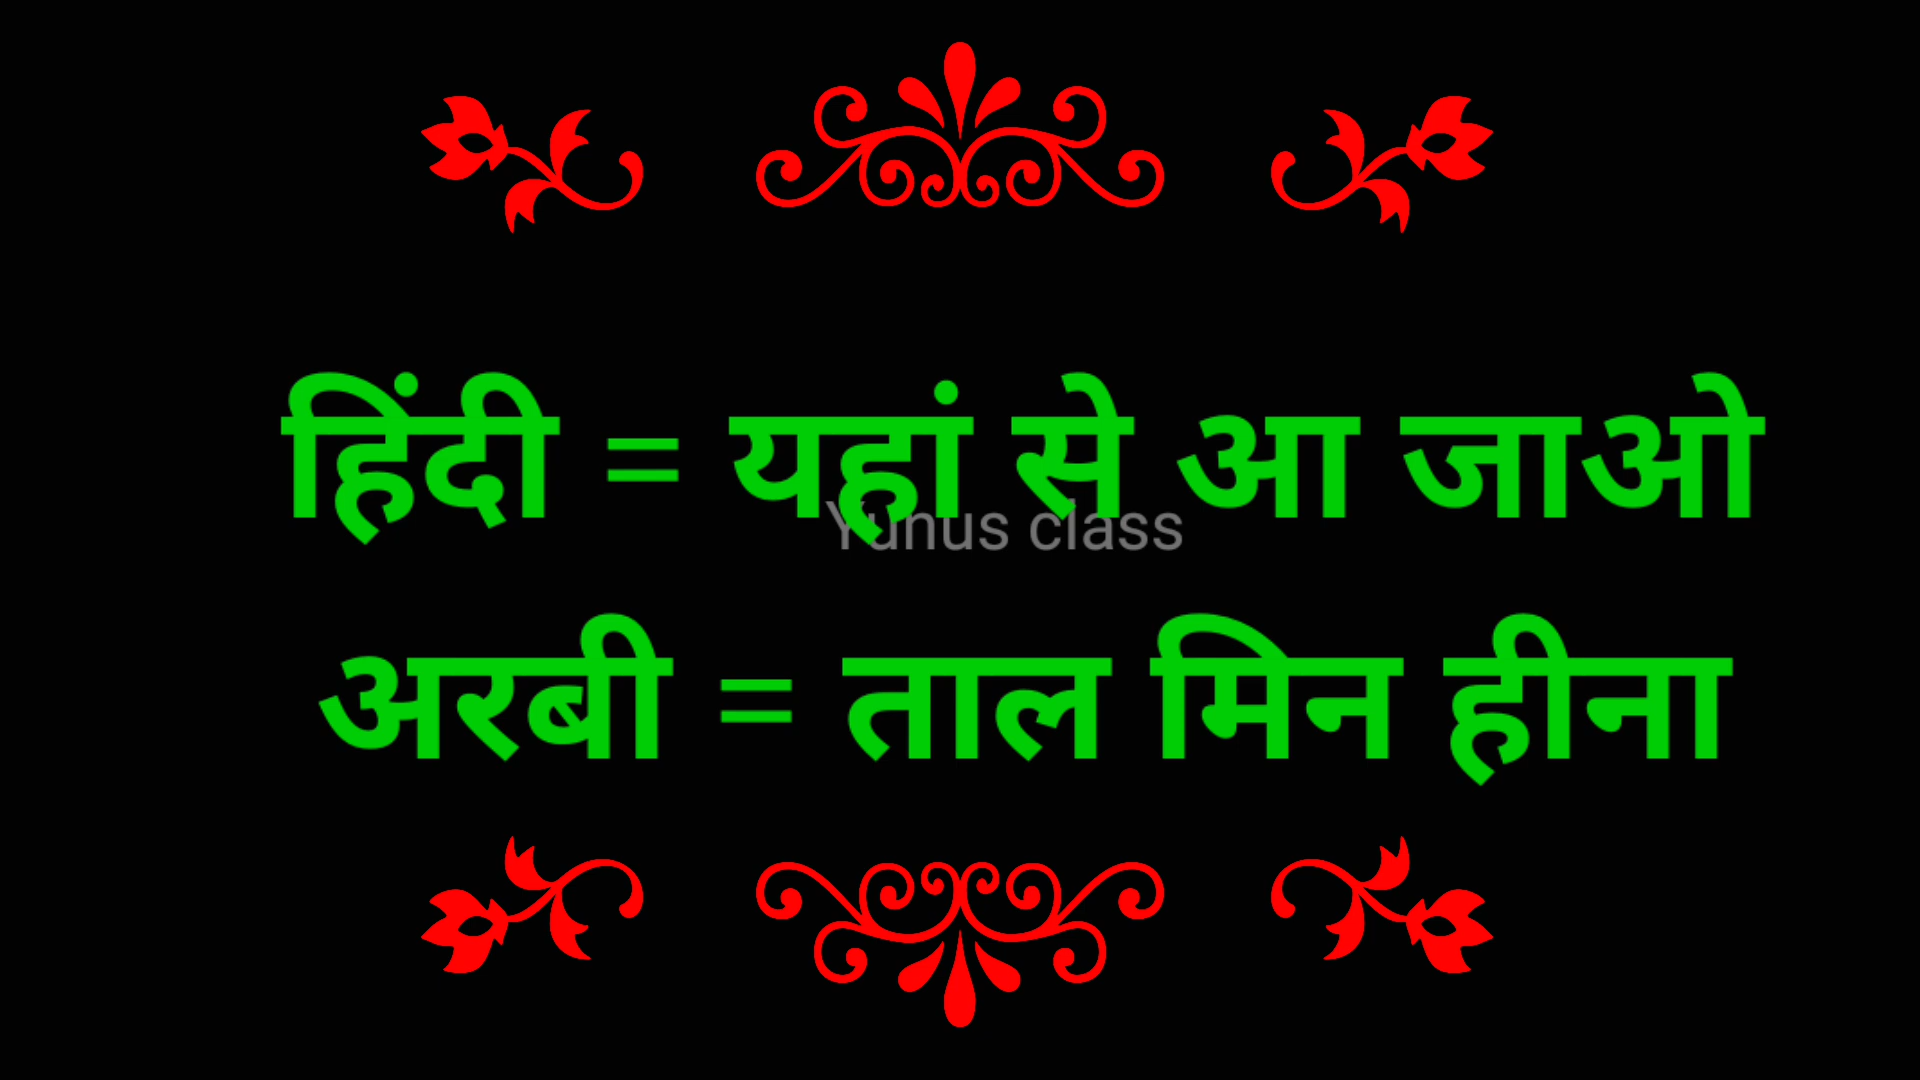 हिंदी = यहां से आ जाओ
Yunus class
अरबी = ताल मिन हीना